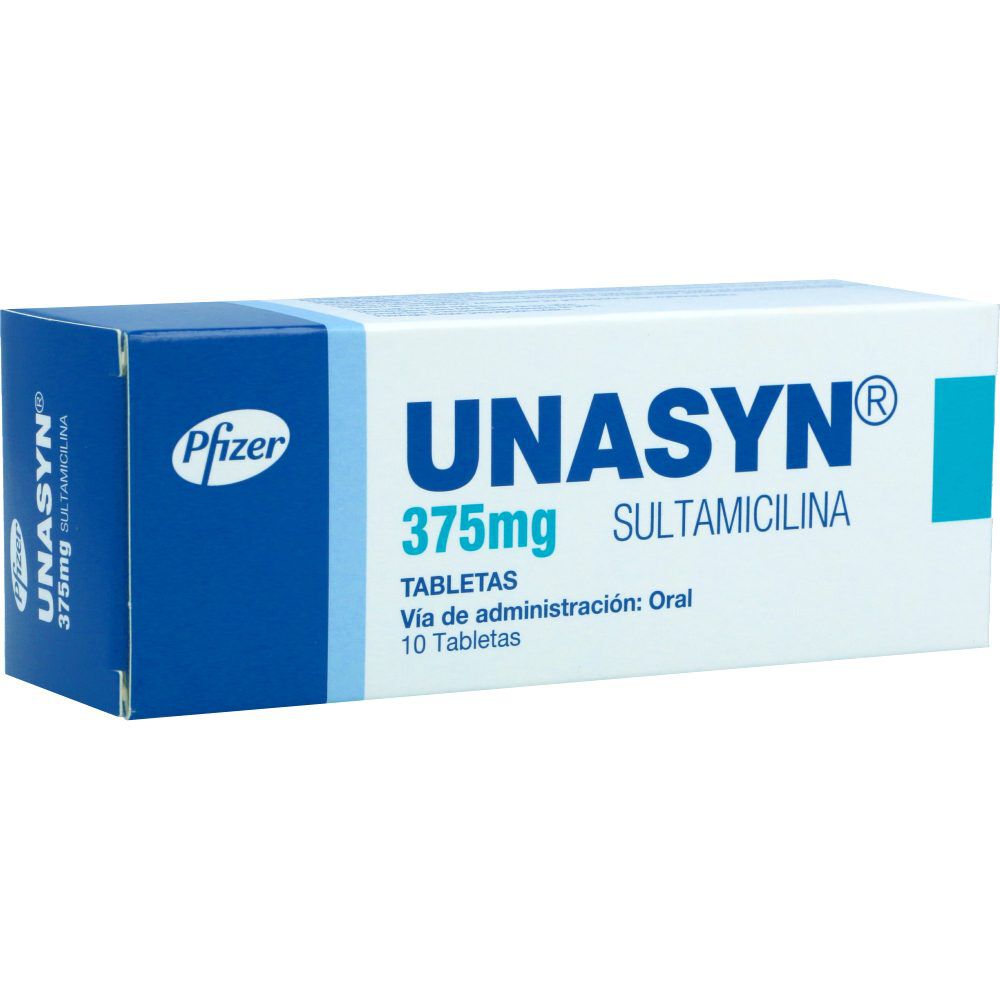 Pfizer
UNASYN®
375mg SULTAMICILINA
Pfizer
UNASYN®
375mg SULTAMICILINA
TABLETAS
Vía de administración: Oral
10 Tabletas